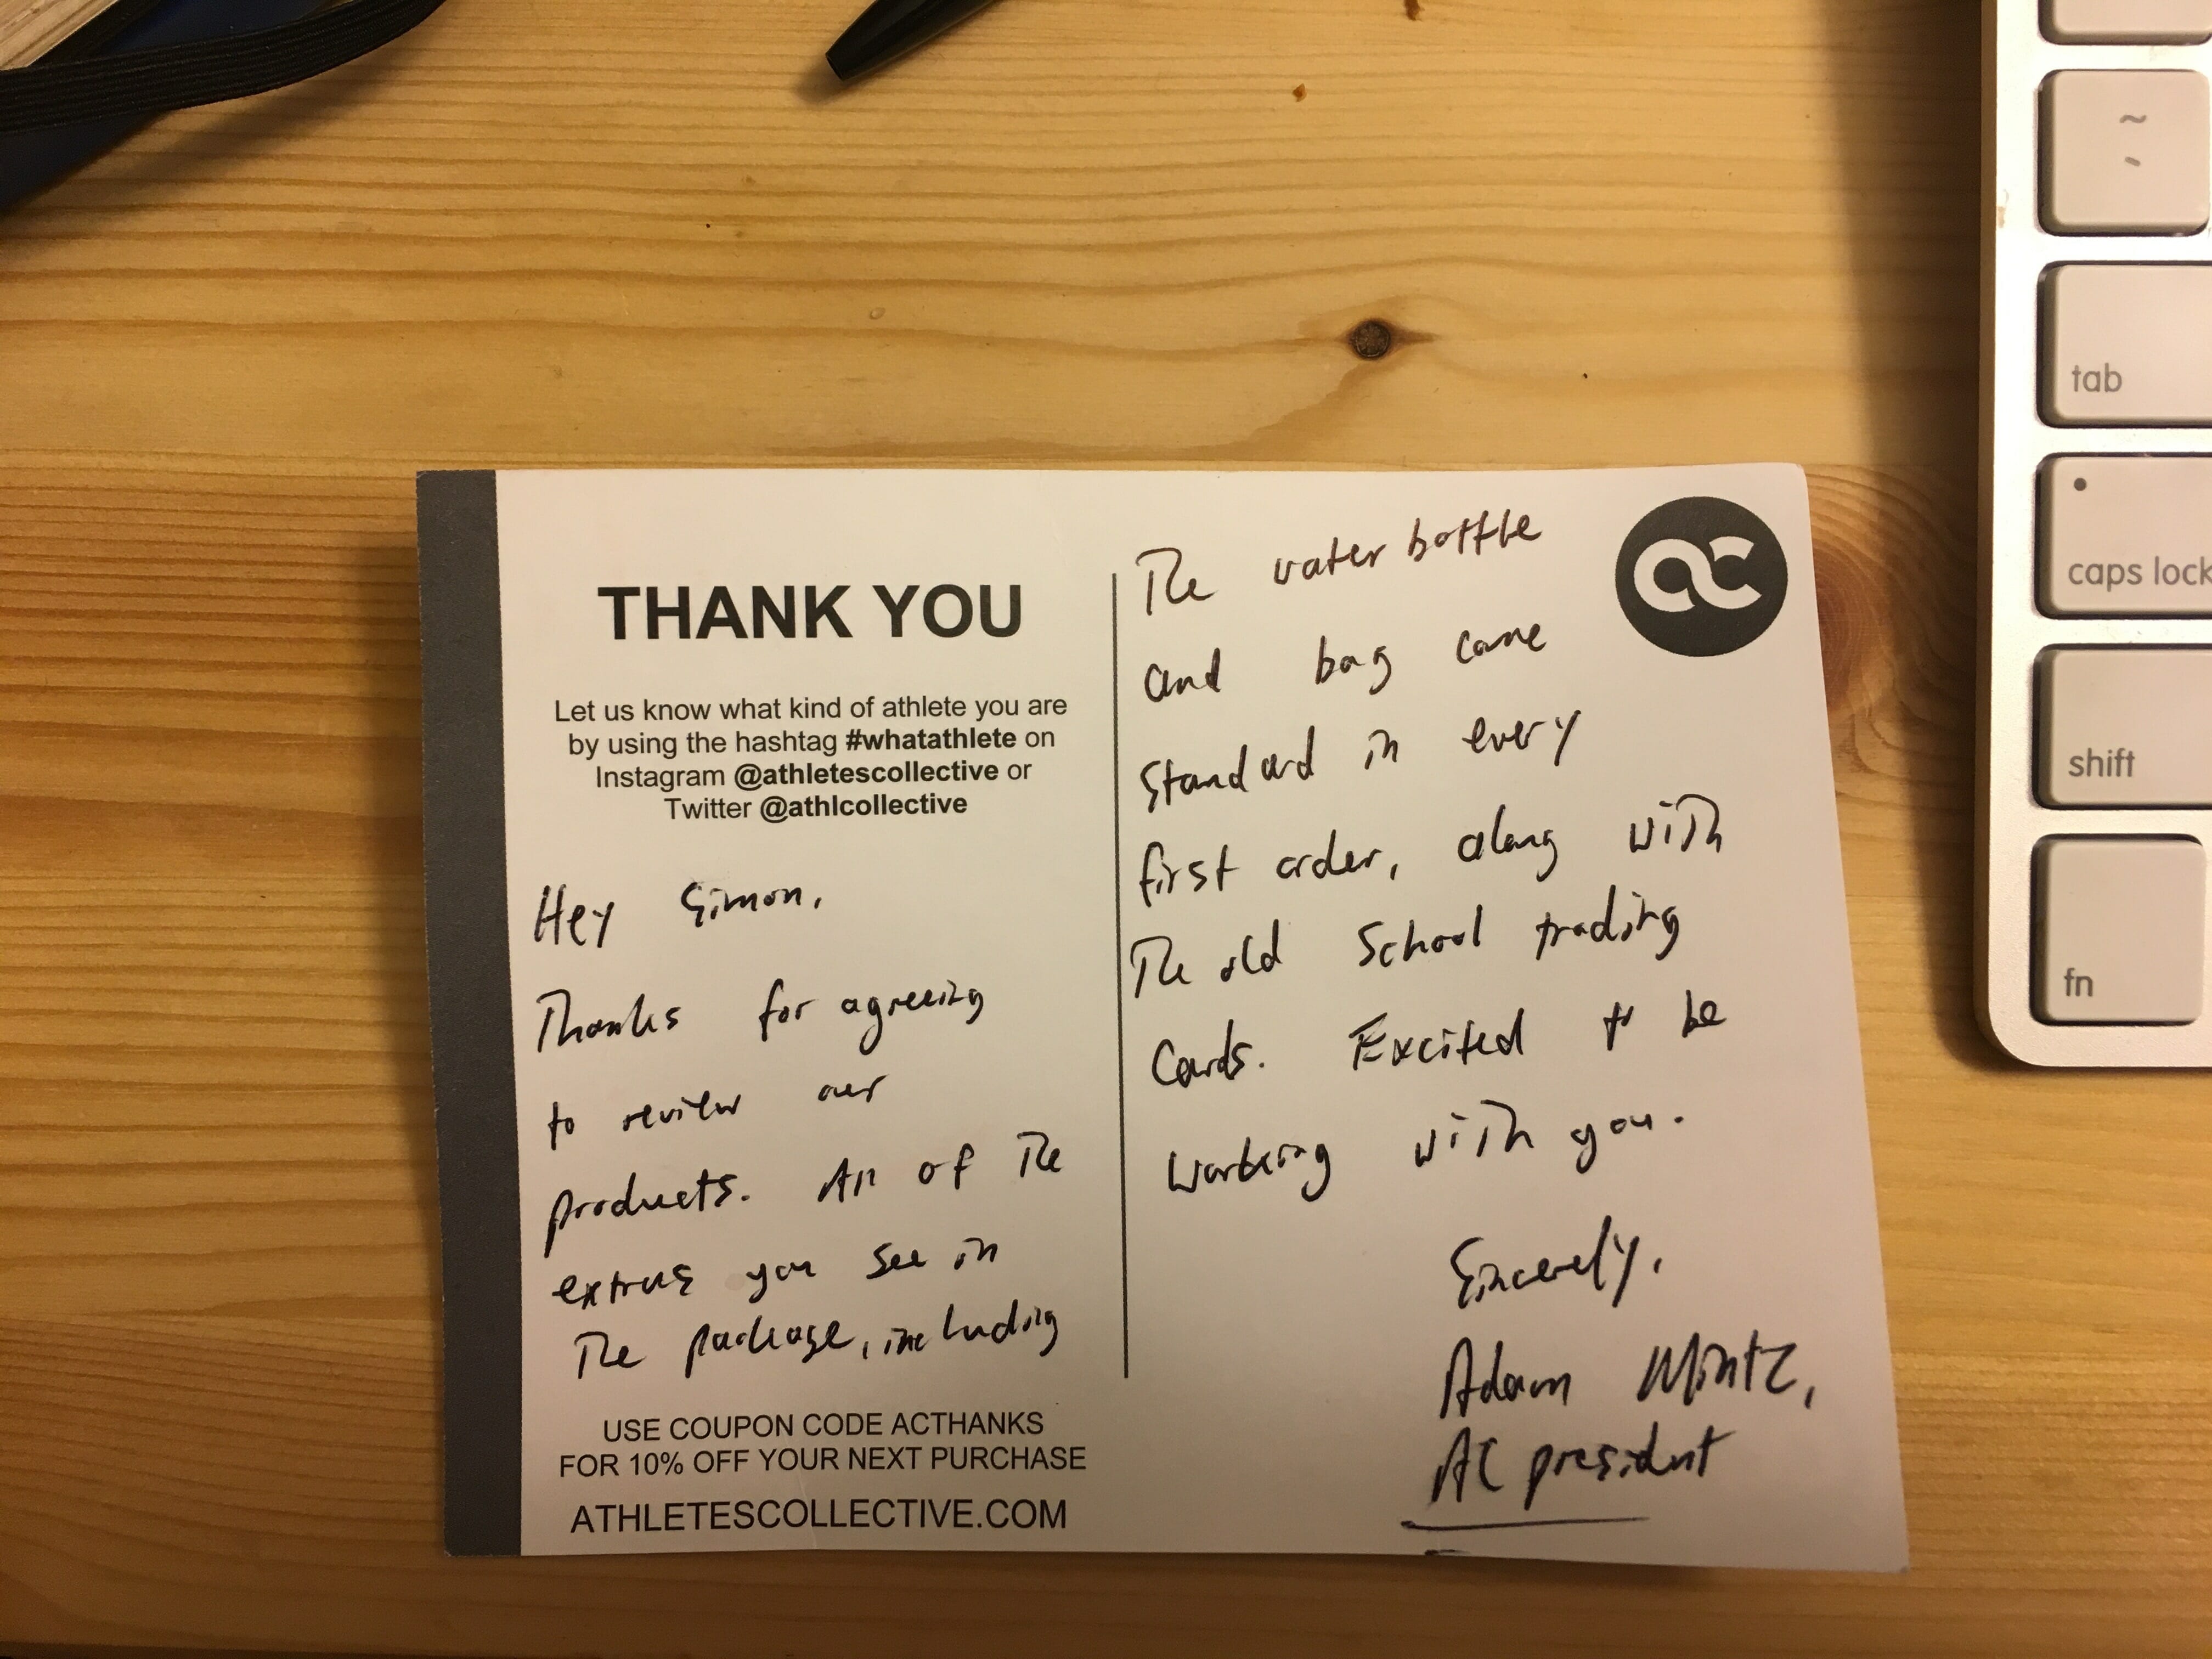 THANK YOU
Let us know what kind of athlete you are
by using the hashtag #whatathlete on
Instagram @athletescollective or
Twitter @athlcollective
Hey Simon,
Thanks for agreeing
to review our
products. All of the
extras you see in
The package, including
USE COUPON CODE ACTHANKS
FOR 10% OFF YOUR NEXT PURCHASE
ATHLETESCOLLECTIVE.COM
ac
The water bottle
and bag come
standard in every
first order, along with
The old School trading
Cards. Excited to be
working with you.
Sincerely,
Adam Mintz,
AC president
~
`
tab
caps lock
shift
fn